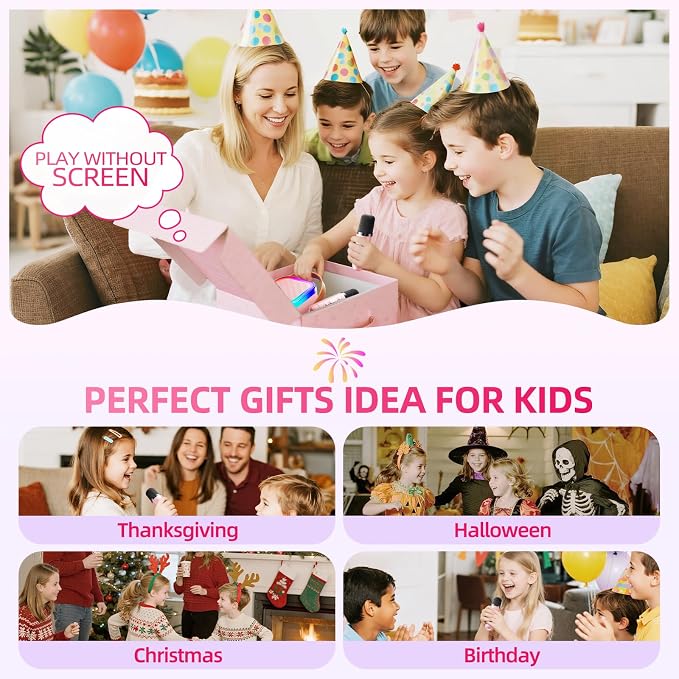 PLAY WITHOUT
SCREEN
PERFECT GIFTS IDEA FOR KIDS
Thanksgiving
Halloween
Christmas
Birthday